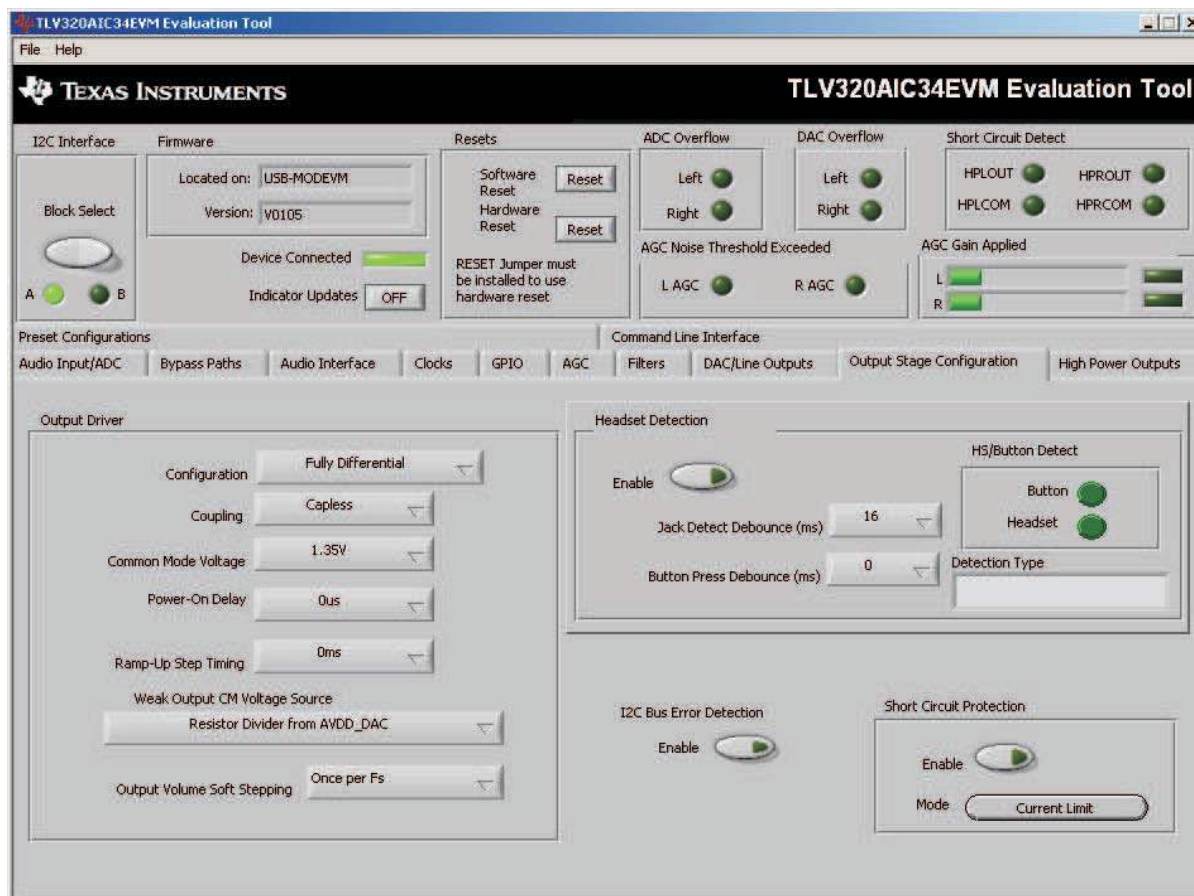 TLV320AIC34EVM Evaluation Tool
File Help
TEXAS INSTRUMENTS
TLV320AIC34EVM Evaluation Tool
I2C Interface
Block Select
A B
Firmware
Located on: USB-MODEVM
Version: V0105
Device Connected
Indicator Updates OFF
Resets
Software Reset Reset
Hardware Reset Reset
RESET Jumper must
be installed to use
hardware reset
ADC Overflow
Left
Right
DAC Overflow
Left
Right
Short Circuit Detect
HPLOUT HPROUT
HPLCOM HPRCOM
AGC Noise Threshold Exceeded
L AGC R AGC
AGC Gain Applied
L
R
Preset Configurations Command Line Interface
Audio Input/ADC Bypass Paths Audio Interface Clocks GPIO AGC Filters DAC/Line Outputs Output Stage Configuration High Power Outputs
Output Driver
Configuration Fully Differential
Coupling Capless
Common Mode Voltage 1.35V
Power-On Delay 0us
Ramp-Up Step Timing 0ms
Weak Output CM Voltage Source
Resistor Divider from AVDD_DAC
Output Volume Soft Stepping Once per Fs
Headset Detection
Enable
Jack Detect Debounce (ms) 16
Button Press Debounce (ms) 0
HS/Button Detect
Button
Headset
Detection Type
I2C Bus Error Detection
Enable
Short Circuit Protection
Enable
Mode Current Limit